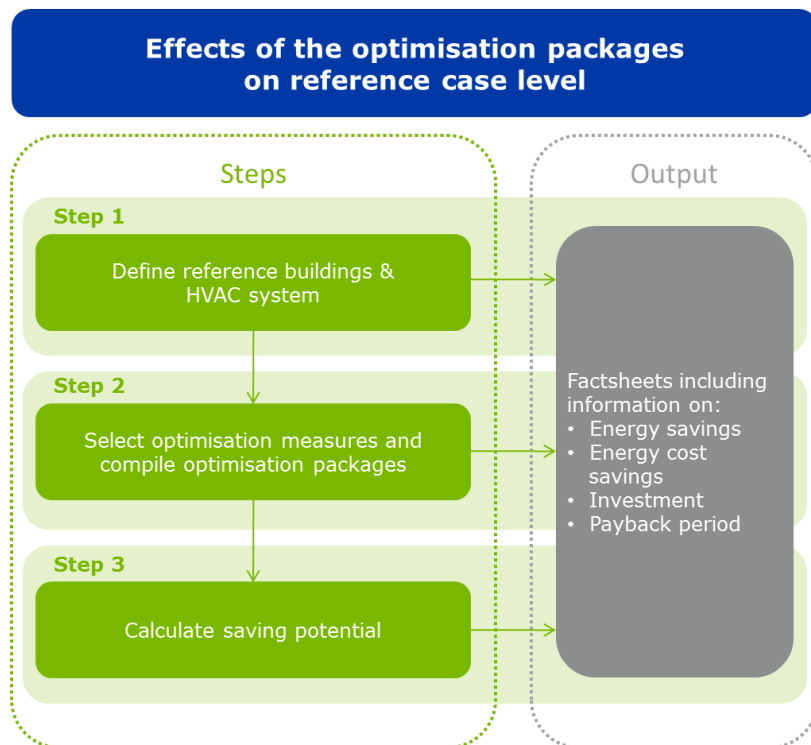 Effects of the optimisation packages
on reference case level
Steps
Output
Step 1
Define reference buildings &
HVAC system
Step 2
Select optimisation measures and
compile optimisation packages
Step 3
Calculate saving potential
Factsheets including
information on:
• Energy savings
• Energy cost
savings
• Investment
• Payback period